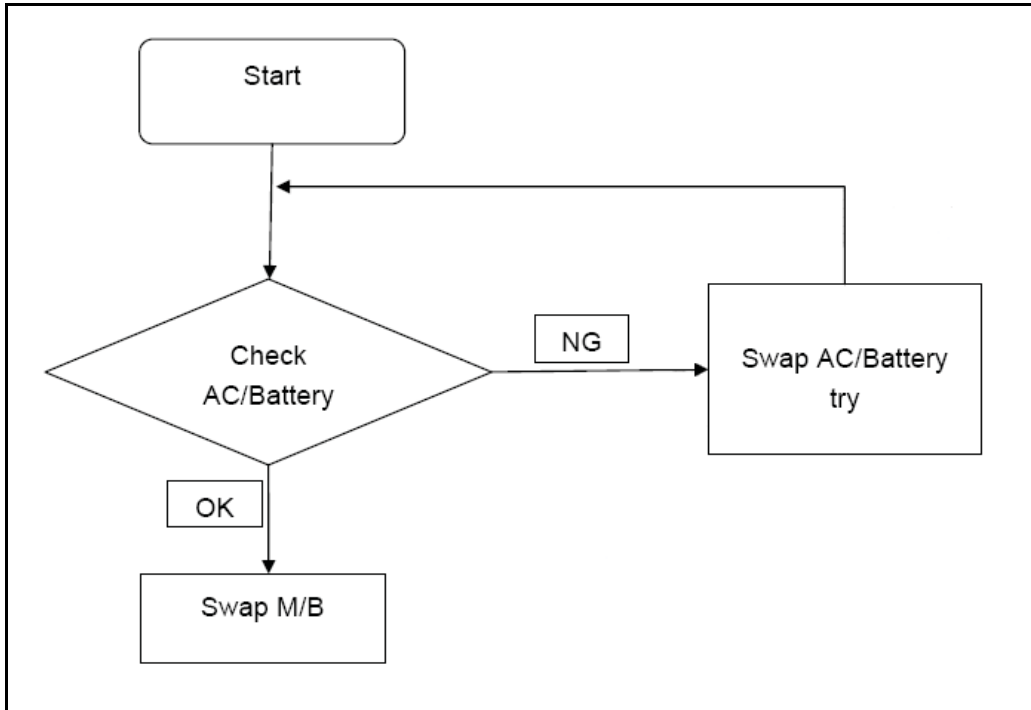 Start
Check
AC/Battery
NG
Swap AC/Battery
try
OK
Swap M/B